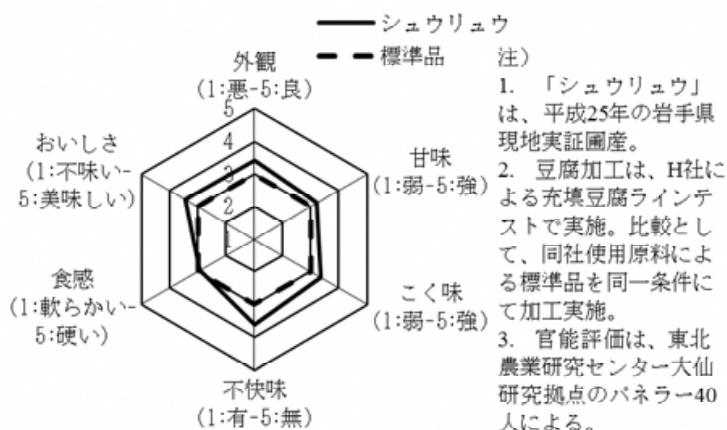 シュウリュウ
標準品
外観
(1:悪-5:良)
5
4
3
2
1
甘味
(1:弱-5:強)
こく味
(1:弱-5:強)
不快味
(1:有-5:無)
食感
(1:軟らかい-
5:硬い)
おいしさ
(1:不味い-
5:美味しい)
注)
1. 「シュウリュウ」
は、平成25年の岩手県
現地実証圃産。
2. 豆腐加工は、H社に
よる充填豆腐ラインテ
ストで実施。比較とし
て、同社使用原料によ
る標準品を同一条件に
て加工実施。
3. 官能評価は、東北
農業研究センター大仙
研究拠点のパネラー40
人による。